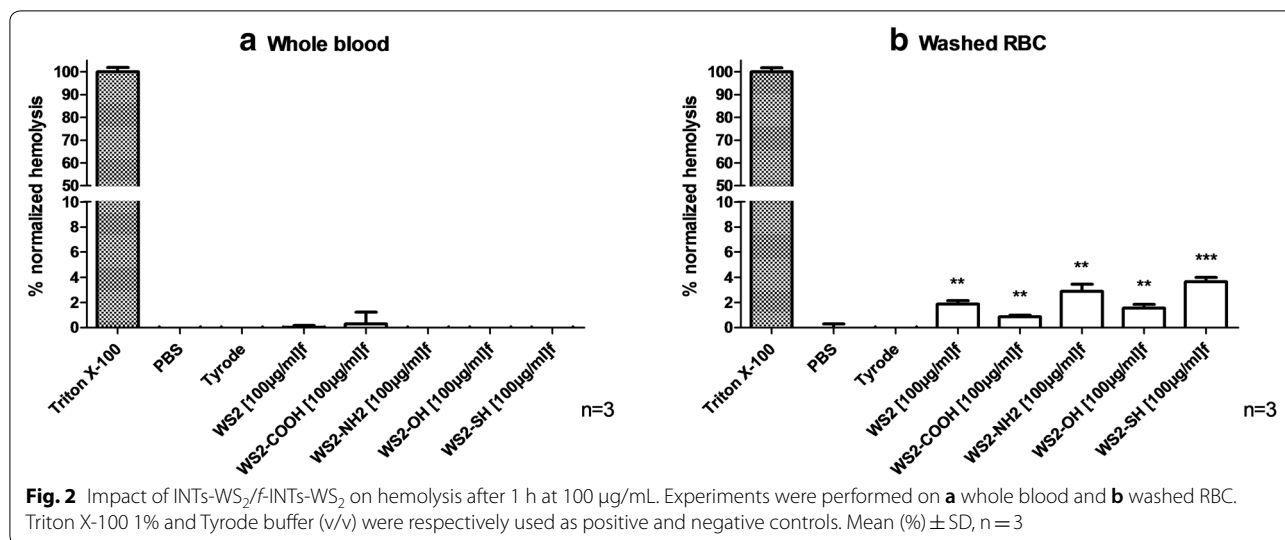 a Whole blood
% normalized hemolysis
100
90
80
70
60
50
10
8
6
4
2
0
Triton X-100
PBS
Tyrode
WS2 [100µg/ml]f
WS2-COOH [100µg/ml]f
WS2-NH2 [100µg/ml]f
WS2-OH [100µg/ml]f
WS2-SH [100µg/ml]f
n=3
b Washed RBC
% normalized hemolysis
100
90
80
70
60
50
10
8
6
4
2
0
**
**
**
**
***
Triton X-100
PBS
Tyrode
WS2 [100µg/ml]f
WS2-COOH [100µg/ml]f
WS2-NH2 [100µg/ml]f
WS2-OH [100µg/ml]f
WS2-SH [100µg/ml]f
n=3
Fig. 2 Impact of INTs-WS₂/f-INTs-WS₂ on hemolysis after 1 h at 100 µg/mL. Experiments were performed on a whole blood and b washed RBC.
Triton X-100 1% and Tyrode buffer (v/v) were respectively used as positive and negative controls. Mean (%) ± SD, n = 3